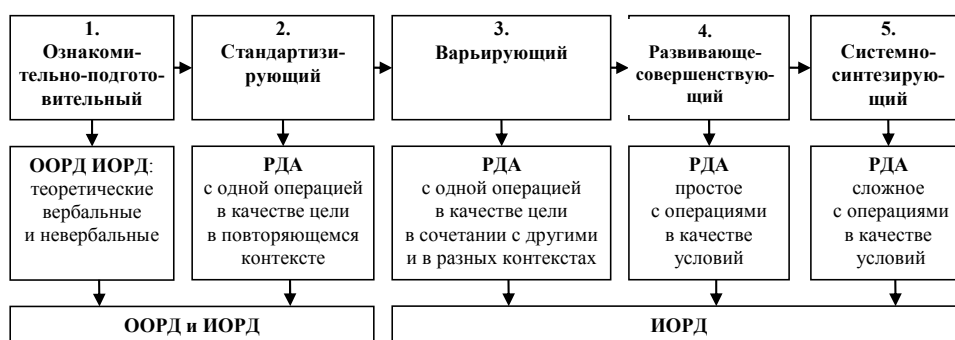 1.
Ознакоми-
тельно-подгото-
вительный
2.
Стандартизи-
рующий
3.
Варьирующий
4.
Развивающе-
совершенствую-
щий
5.
Системно-
синтезирую-
щий
ООРД ИОРД:
теоретические
вербальные
и невербальные
РДА
с одной операцией
в качестве цели
в повторяющемся
контексте
РДА
с одной операцией
в качестве цели
в сочетании с другими
и в разных контекстах
РДА
простое
с операциями
в качестве
условий
РДА
сложное
с операциями
в качестве
условий
ООРД и ИОРД
ИОРД